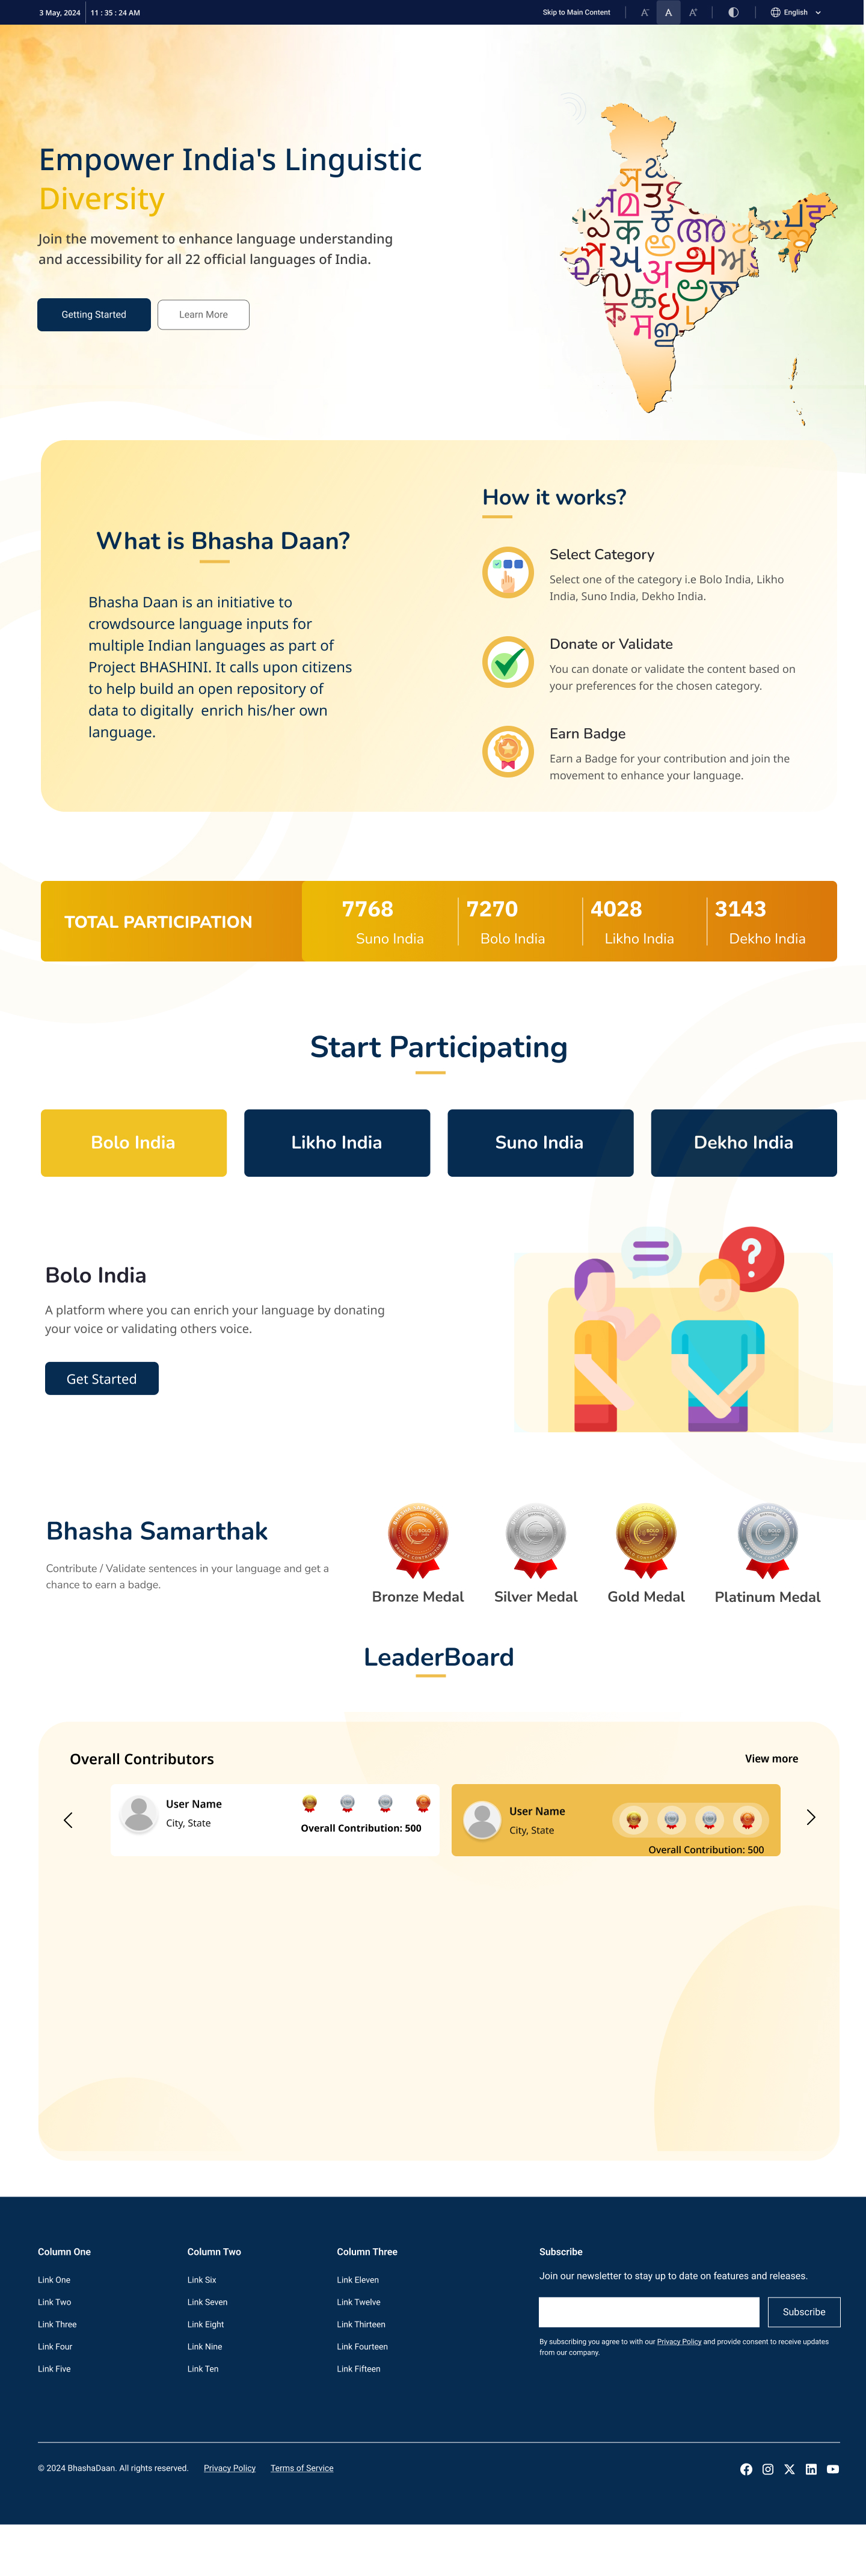 3 May, 2024 11 : 35 : 24 AM Skip to Main Content A- A A+ English
Empower India's Linguistic
Diversity
Join the movement to enhance language understanding
and accessibility for all 22 official languages of India.
Getting Started Learn More
What is Bhasha Daan?
Bhasha Daan is an initiative to
crowdsource language inputs for
multiple Indian languages as part of
Project BHASHINI. It calls upon citizens
to help build an open repository of
data to digitally  enrich his/her own
language.
How it works?
Select Category
Select one of the category i.e Bolo India, Likho
India, Suno India, Dekho India.
Donate or Validate
You can donate or validate the content based on
your preferences for the chosen category.
Earn Badge
Earn a Badge for your contribution and join the
movement to enhance your language.
TOTAL PARTICIPATION
7768
Suno India
7270
Bolo India
4028
Likho India
3143
Dekho India
Start Participating
Bolo India Likho India Suno India Dekho India
Bolo India
A platform where you can enrich your language by donating
your voice or validating others voice.
Get Started
Bhasha Samarthak
Contribute / Validate sentences in your language and get a
chance to earn a badge.
Bronze Medal Silver Medal Gold Medal Platinum Medal
LeaderBoard
Overall Contributors View more
User Name
City, State
Overall Contribution: 500
User Name
City, State
Overall Contribution: 500
Column One
Link One
Link Two
Link Three
Link Four
Link Five
Column Two
Link Six
Link Seven
Link Eight
Link Nine
Link Ten
Column Three
Link Eleven
Link Twelve
Link Thirteen
Link Fourteen
Link Fifteen
Subscribe
Join our newsletter to stay up to date on features and releases.
Subscribe
By subscribing you agree to with our Privacy Policy and provide consent to receive updates
from our company.
© 2024 BhashaDaan. All rights reserved. Privacy Policy Terms of Service